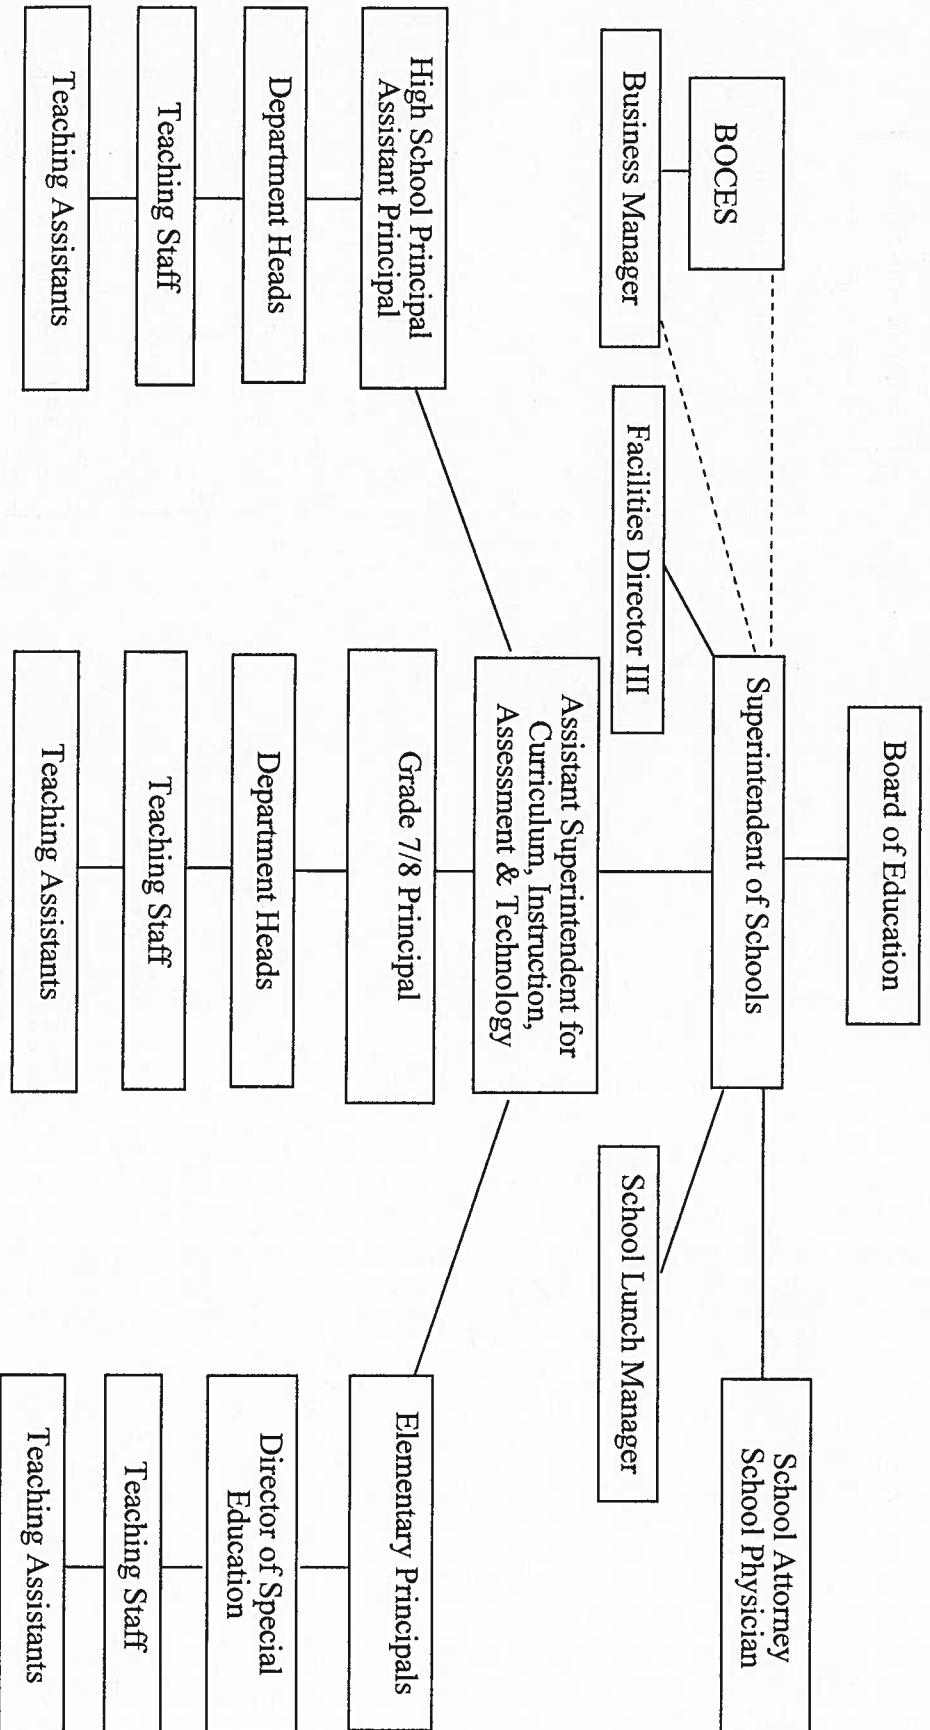 Board of Education
Superintendent of Schools
School Attorney
School Physician
BOCES
Business Manager
Facilities Director III
School Lunch Manager
Assistant Superintendent for
Curriculum, Instruction,
Assessment & Technology
High School Principal
Assistant Principal
Department Heads
Teaching Staff
Teaching Assistants
Grade 7/8 Principal
Department Heads
Teaching Staff
Teaching Assistants
Elementary Principals
Director of Special
Education
Teaching Staff
Teaching Assistants